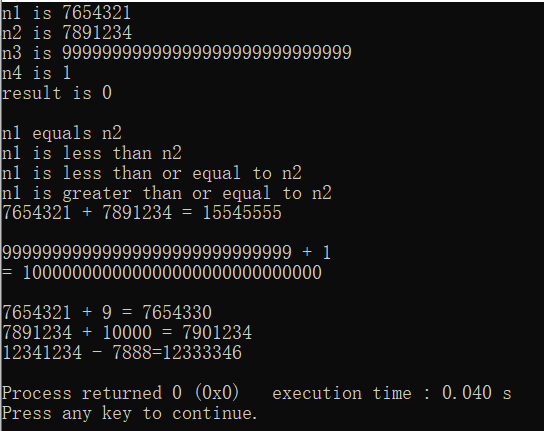 n1 is 7654321
n2 is 7891234
n3 is 99999999999999999999999999999
n4 is 1
result is 0
n1 equals n2
n1 is less than n2
n1 is less than or equal to n2
n1 is greater than or equal to n2
7654321 + 7891234 = 15545555
99999999999999999999999999999 + 1
= 100000000000000000000000000000
7654321 + 9 = 7654330
7891234 + 10000 = 7901234
12341234 - 7888=12333346
Process returned 0 (0x0)   execution time : 0.040 s
Press any key to continue.